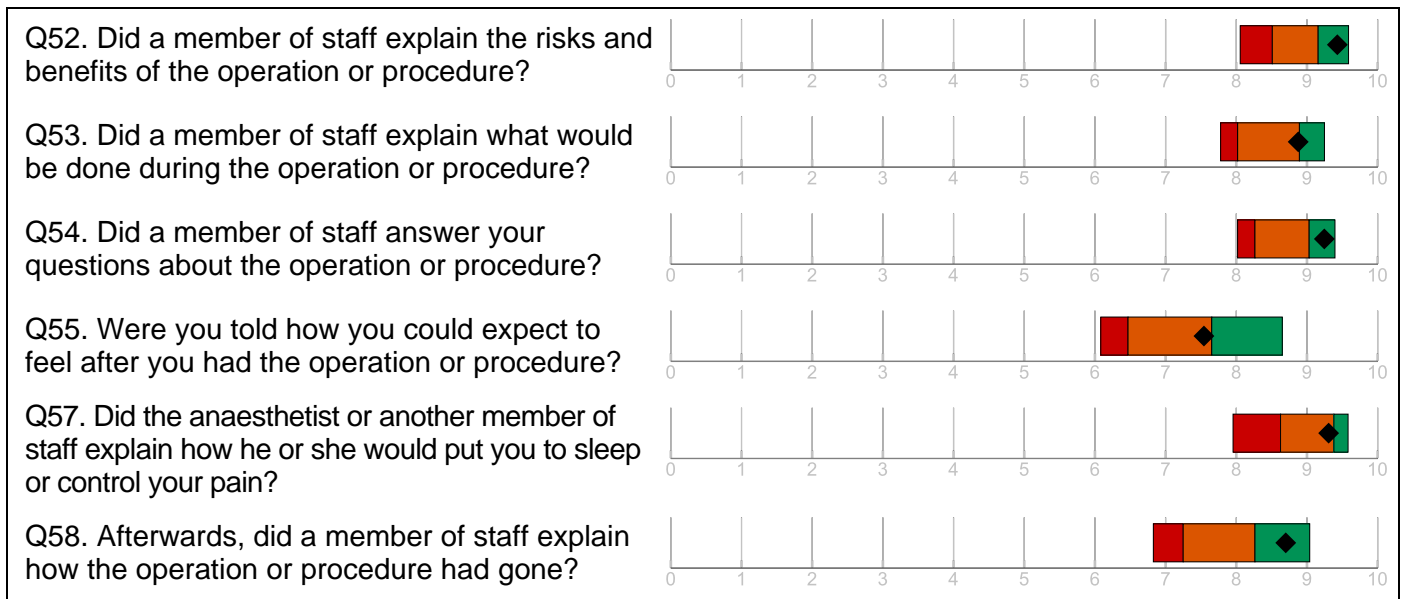 Q52. Did a member of staff explain the risks and
benefits of the operation or procedure?
0 1 2 3 4 5 6 7 8 9 10
Q53. Did a member of staff explain what would
be done during the operation or procedure?
0 1 2 3 4 5 6 7 8 9 10
Q54. Did a member of staff answer your
questions about the operation or procedure?
0 1 2 3 4 5 6 7 8 9 10
Q55. Were you told how you could expect to
feel after you had the operation or procedure?
0 1 2 3 4 5 6 7 8 9 10
Q57. Did the anaesthetist or another member of
staff explain how he or she would put you to sleep
or control your pain?
0 1 2 3 4 5 6 7 8 9 10
Q58. Afterwards, did a member of staff explain
how the operation or procedure had gone?
0 1 2 3 4 5 6 7 8 9 10